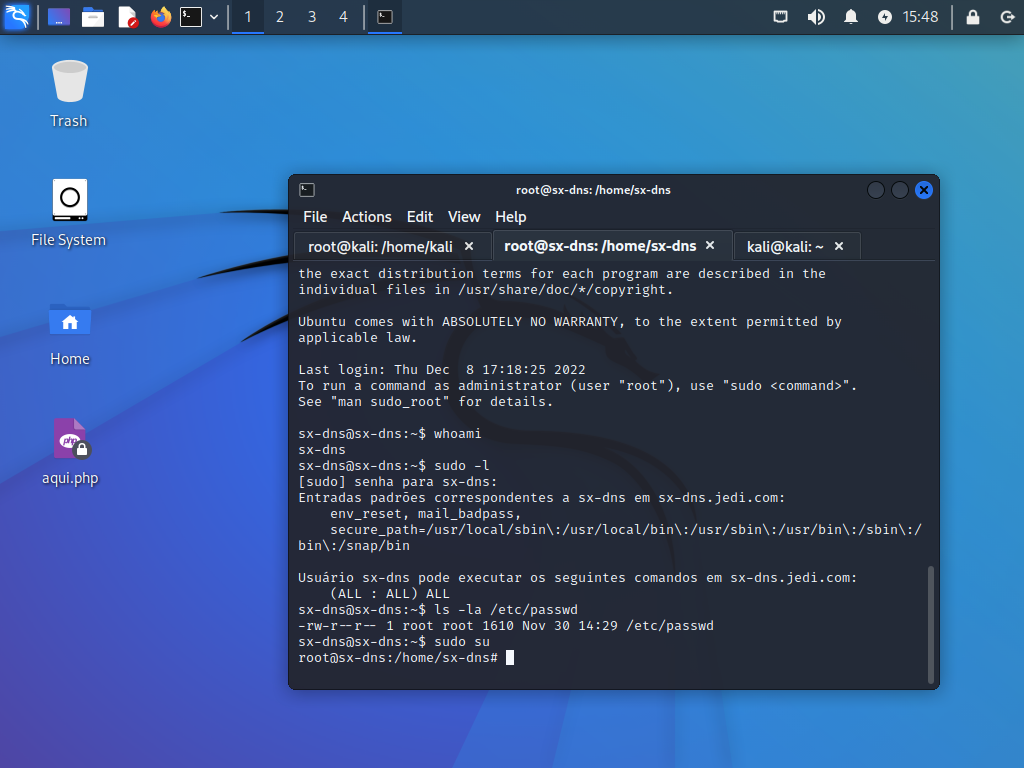 1 2 3 4 15:48
Trash
File System
Home
php
aqui.php
root@sx-dns: /home/sx-dns
File Actions Edit View Help
root@kali: /home/kali root@sx-dns: /home/sx-dns kali@kali: ~
the exact distribution terms for each program are described in the
individual files in /usr/share/doc/*/copyright.
Ubuntu comes with ABSOLUTELY NO WARRANTY, to the extent permitted by
applicable law.
Last login: Thu Dec  8 17:18:25 2022
To run a command as administrator (user "root"), use "sudo <command>".
See "man sudo_root" for details.
sx-dns@sx-dns:~$ whoami
sx-dns
sx-dns@sx-dns:~$ sudo -l
[sudo] senha para sx-dns:
Entradas padrões correspondentes a sx-dns em sx-dns.jedi.com:
    env_reset, mail_badpass,
    secure_path=/usr/local/sbin\:/usr/local/bin\:/usr/sbin\:/usr/bin\:/sbin\:/
bin\:/snap/bin
Usuário sx-dns pode executar os seguintes comandos em sx-dns.jedi.com:
    (ALL : ALL) ALL
sx-dns@sx-dns:~$ ls -la /etc/passwd
-rw-r--r-- 1 root root 1610 Nov 30 14:29 /etc/passwd
sx-dns@sx-dns:~$ sudo su
root@sx-dns:/home/sx-dns#